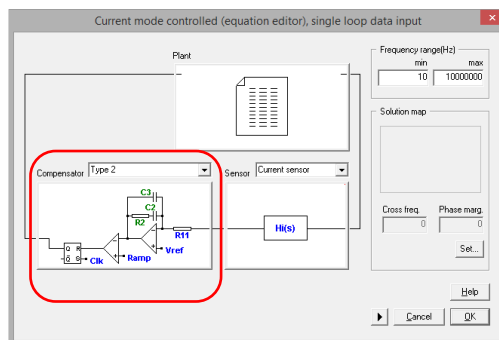 Current mode controlled (equation editor), single loop data input
Plant
Frequency range(Hz)
min max
10 10000000
Solution map
Compensator Type 2
Sensor Current sensor
C3
C2
R2
R11
Vref
Ramp
Clk
Q R
Q S
Hi(s)
Cross freq. Phase marg.
0 0
Set...
Help
Cancel OK